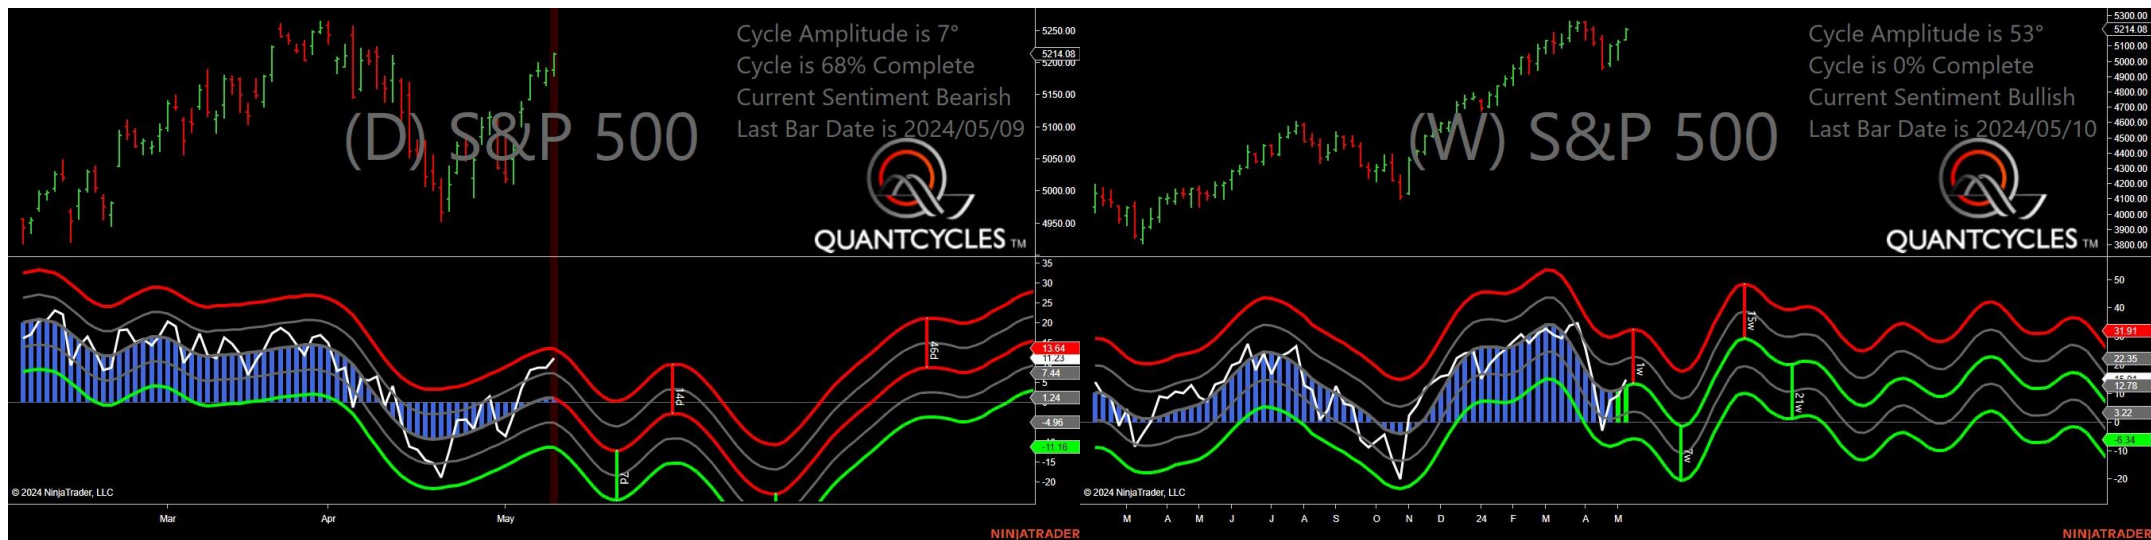 Cycle Amplitude is 7°
Cycle is 68% Complete
Current Sentiment Bearish
Last Bar Date is 2024/05/09
(D) S&P 500
QUANTCYCLES TM
5250.00
5214.08
5200.00
5150.00
5100.00
5050.00
5000.00
4950.00
35
30
25
20
15
13.64
11.23
7.44
5
1.24
-4.96
-11.16
-15
-20
7d
14d
46d
© 2024 NinjaTrader, LLC
Mar Apr May
NINJATRADER
Cycle Amplitude is 53°
Cycle is 0% Complete
Current Sentiment Bullish
Last Bar Date is 2024/05/10
(W) S&P 500
QUANTCYCLES TM
5300.00
5214.08
5100.00
5000.00
4900.00
4800.00
4700.00
4600.00
4500.00
4400.00
4300.00
4200.00
4100.00
4000.00
3900.00
3800.00
50
40
31.91
22.35
12.78
3.22
0
-6.34
-10
-20
1w
7w
15w
21w
© 2024 NinjaTrader, LLC
M A M J J A S O N D 24 F M A M
NINJATRADER